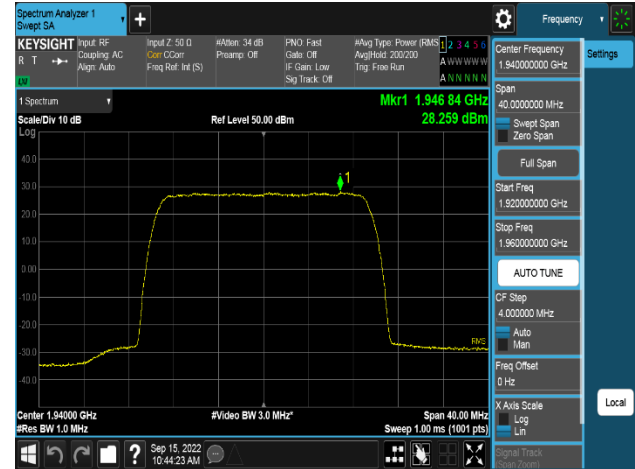 Spectrum Analyzer 1
Swept SA
Frequency
KEYSIGHT
R T
LXI
Input: RF
Coupling: AC
Align: Auto
Input Z: 50 Ω
Corr CCorr
Freq Ref: Int (S)
#Atten: 34 dB
Preamp: Off
PNO: Fast
Gate: Off
IF Gain: Low
Sig Track: Off
#Avg Type: Power (RMS
Avg|Hold: 200/200
Trig: Free Run
1 2 3 4 5 6
A W W W W W
A N N N N N
1 Spectrum
Scale/Div 10 dB
Log
Ref Level 50.00 dBm
Mkr1 1.946 84 GHz
28.259 dBm
1
40.0
30.0
20.0
10.0
0.00
-10.0
-20.0
-30.0
-40.0
RMS
Center 1.94000 GHz
#Res BW 1.0 MHz
#Video BW 3.0 MHz*
Span 40.00 MHz
Sweep 1.00 ms (1001 pts)
?
Sep 15, 2022
10:44:23 AM
Center Frequency
1.940000000 GHz
Settings
Span
40.0000000 MHz
Swept Span
Zero Span
Full Span
Start Freq
1.920000000 GHz
Stop Freq
1.960000000 GHz
AUTO TUNE
CF Step
4.000000 MHz
Auto
Man
Freq Offset
0 Hz
X Axis Scale
Log
Lin
Local
Signal Track
(Span Zoom)